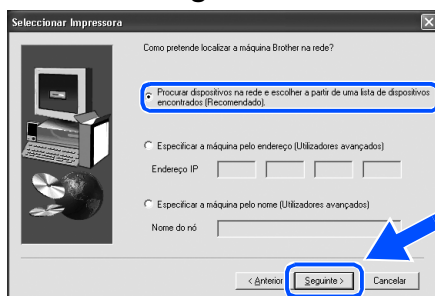 Seleccionar Impressora
Como pretende localizar a máquina Brother na rede?
Procurar dispositivos na rede e escolher a partir de uma lista de dispositivos
encontrados (Recomendado).
Especificar a máquina pelo endereço (Utilizadores avançados)
Endereço IP
Especificar a máquina pelo nome (Utilizadores avançados)
Nome do nó
< Anterior
Seguinte >
Cancelar